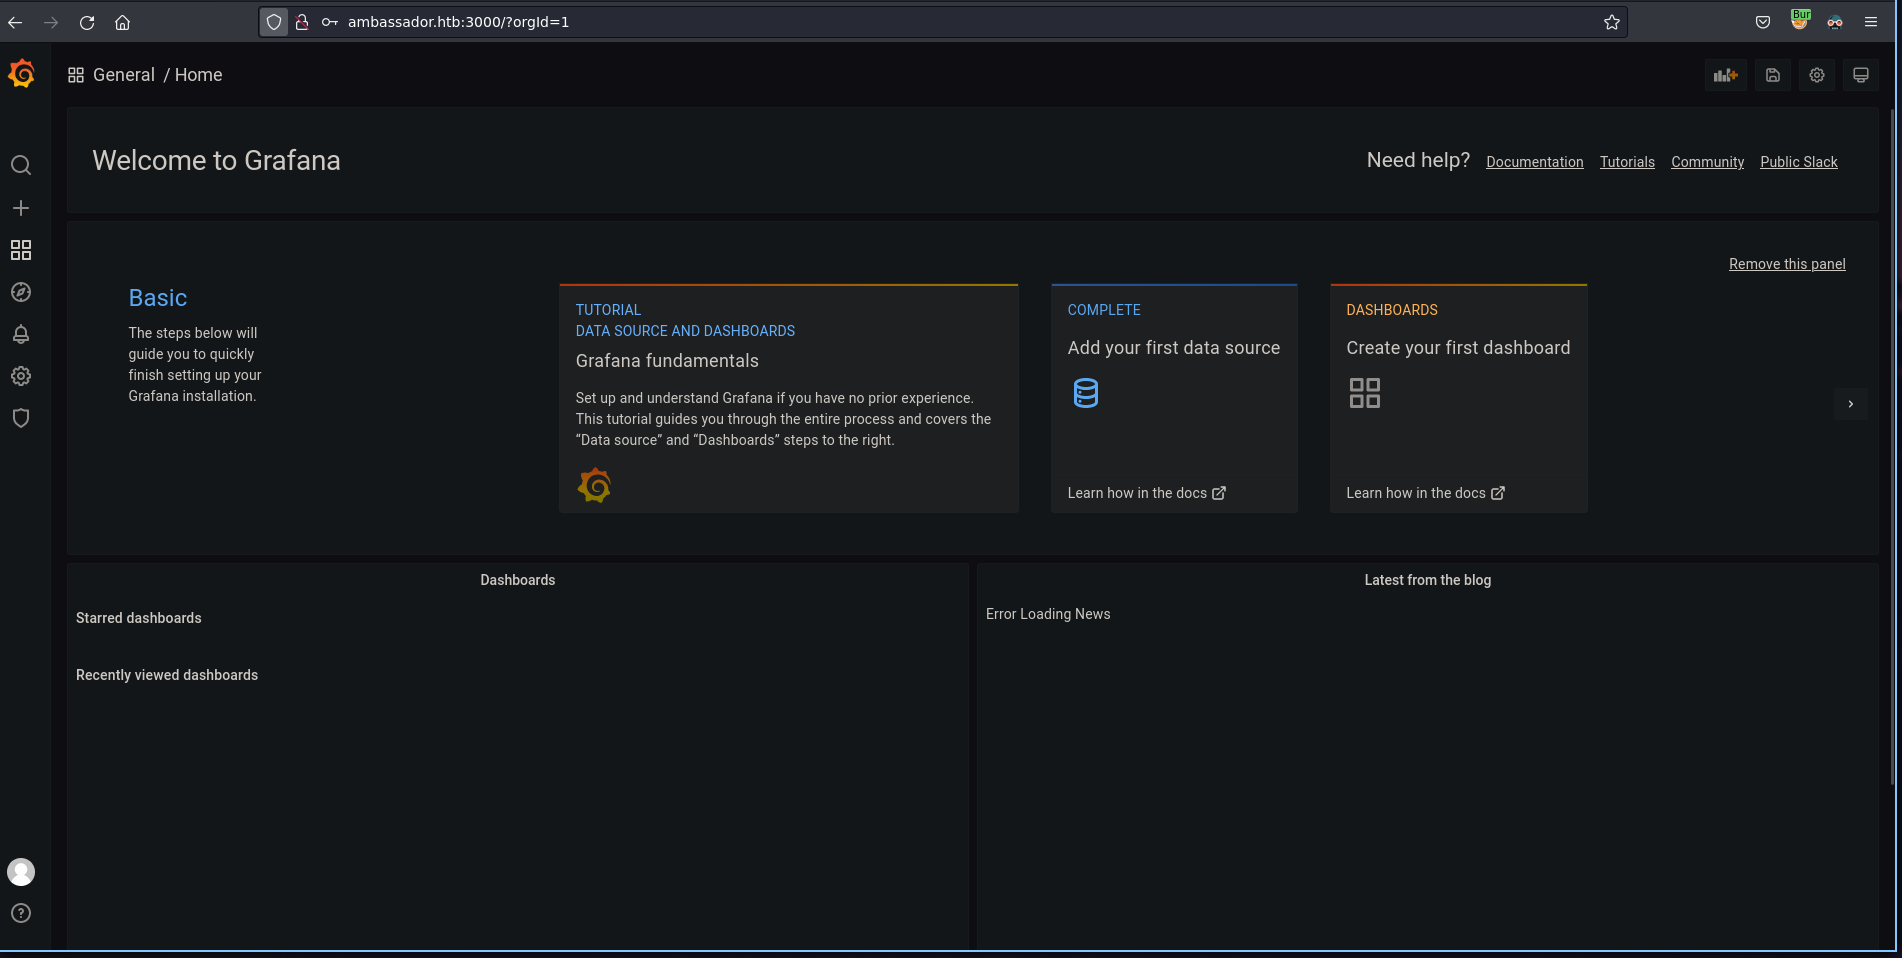 ambassador.htb:3000/?orgId=1
Bur
General / Home
Welcome to Grafana
Need help? Documentation Tutorials Community Public Slack
Remove this panel
Basic
The steps below will
guide you to quickly
finish setting up your
Grafana installation.
TUTORIAL
DATA SOURCE AND DASHBOARDS
Grafana fundamentals
Set up and understand Grafana if you have no prior experience.
This tutorial guides you through the entire process and covers the
“Data source” and “Dashboards” steps to the right.
COMPLETE
Add your first data source
Learn how in the docs
DASHBOARDS
Create your first dashboard
Learn how in the docs
Dashboards
Starred dashboards
Recently viewed dashboards
Latest from the blog
Error Loading News